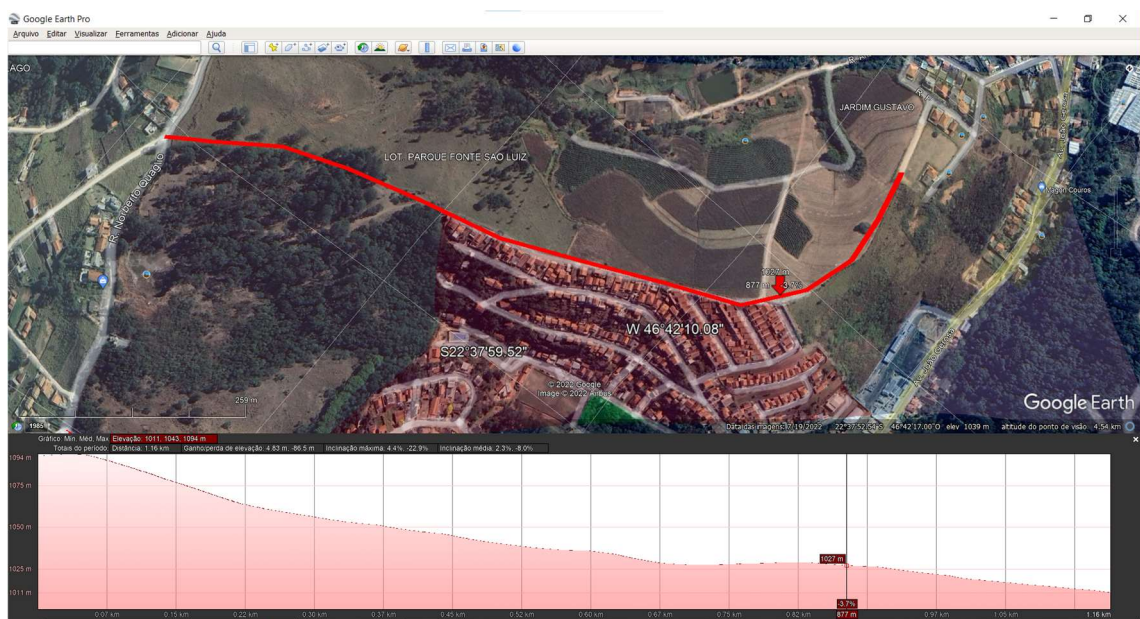 Google Earth Pro
Arquivo Editar Visualizar Ferramentas Adicionar Ajuda
AGO
JARDIM GUSTAVO
LOT PARQUE FONTE SAO LUIZ
R. Norberto Quaglio
Couros
1027 m
877 m -3.7%
W 46°42'10.08"
S22°37'59.52"
© 2022 Google
Image © 2022 Airbus
259 m
Google Earth
1985
Data das imagens: 7/19/2022 22°37'52.54"S 46°42'17.00"O elev 1039 m altitude do ponto de visão 4.54 km
Gráfico: Mín, Méd, Máx Elevação: 1011, 1043, 1094 m
Totais do período: Distância: 1.16 km Ganho/perda de elevação: 4.83 m, -86.5 m Inclinação máxima: 4.4%, -22.9% Inclinação média: 2.3%, -8.0%
1094 m
1075 m
1050 m
1025 m
1011 m
1027 m
-3.7%
0.07 km 0.15 km 0.22 km 0.30 km 0.37 km 0.45 km 0.52 km 0.60 km 0.67 km 0.75 km 0.82 km 877 m 0.97 km 1.05 km 1.16 km